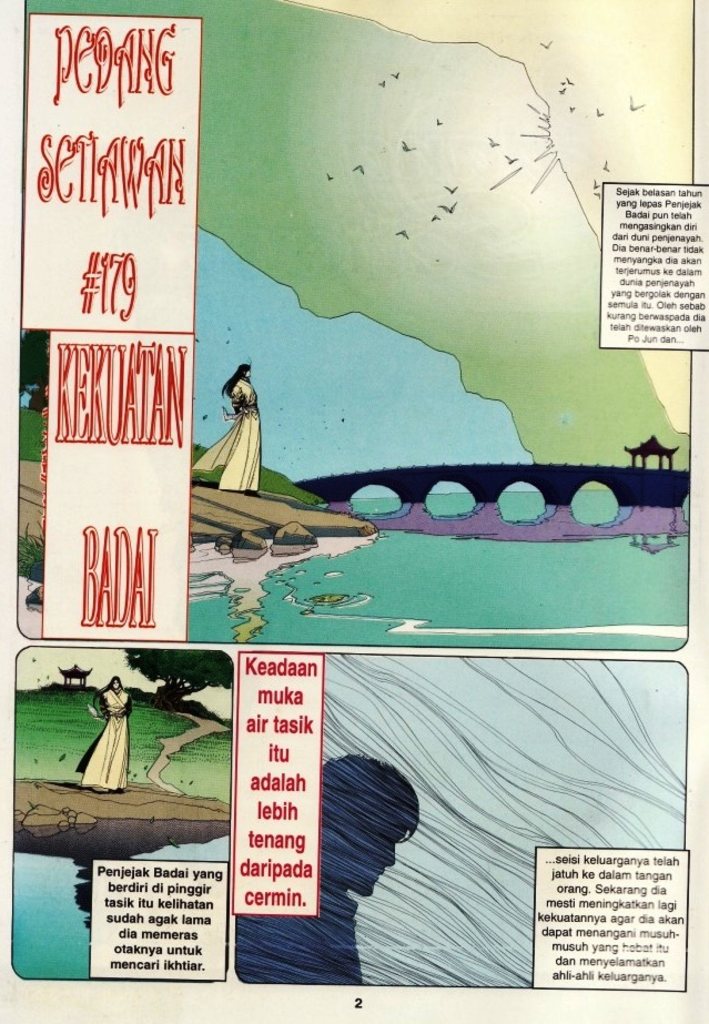 PEDANG
SETIAWAN
#179
KEKUATAN
BADAI
Sejak belasan tahun
yang lepas Penjejak
Badai pun telah
mengasingkan diri
dari duni penjenayah.
Dia benar-benar tidak
menyangka dia akan
terjerumus ke dalam
dunia penjenayah
yang bergolak dengan
semula itu. Oleh sebab
kurang berwaspada dia
telah ditewaskan oleh
Po Jun dan...
Penjejak Badai yang
berdiri di pinggir
tasik itu kelihatan
sudah agak lama
dia memeras
otaknya untuk
mencari ikhtiar.
Keadaan
muka
air tasik
itu
adalah
lebih
tenang
daripada
cermin.
...seisi keluarganya telah
jatuh ke dalam tangan
orang. Sekarang dia
mesti meningkatkan lagi
kekuatannya agar dia akan
dapat menangani musuh-
musuh yang hebat itu
dan menyelamatkan
ahli-ahli keluarganya.
2